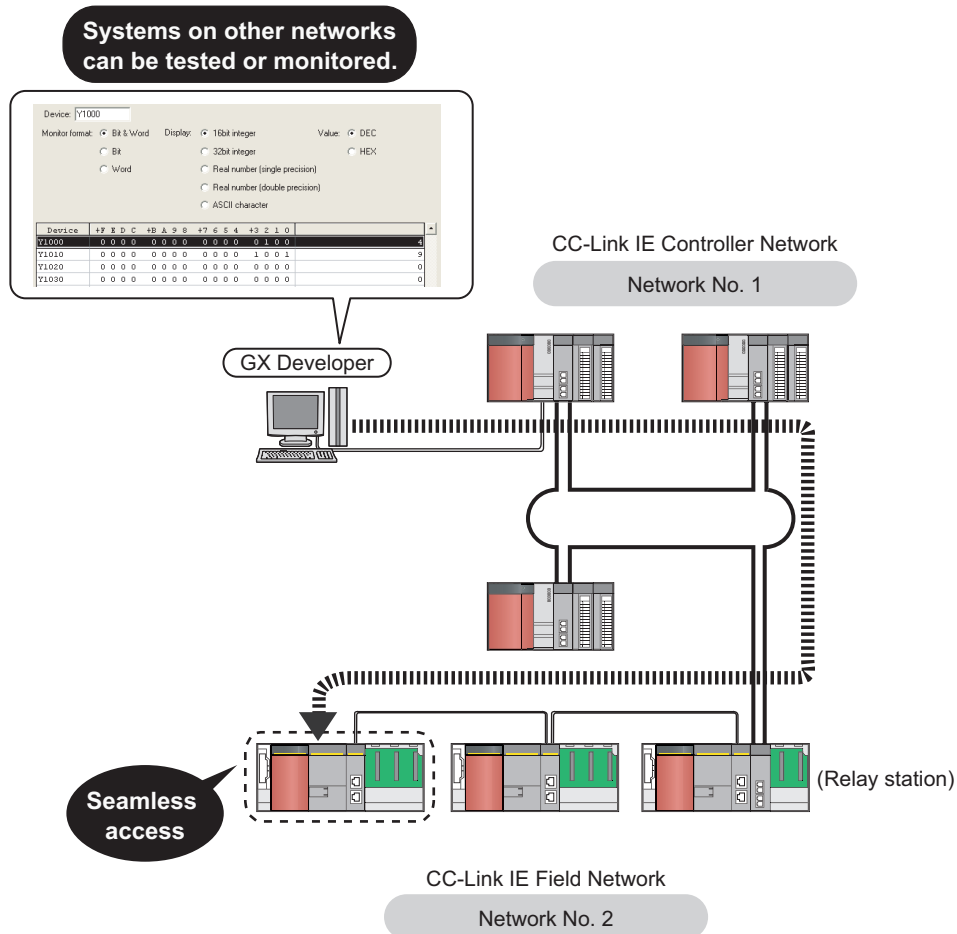 Systems on other networks
can be tested or monitored.
Device: Y1000
Monitor format: Bit & Word Display: 16bit integer Value: DEC
Bit 32bit integer HEX
Word Real number (single precision)
Real number (double precision)
ASCII character
Device +F E D C +B A 9 8 +7 6 5 4 +3 2 1 0
Y1000 0 0 0 0 0 0 0 0 0 0 0 0 0 1 0 0 4
Y1010 0 0 0 0 0 0 0 0 0 0 0 0 1 0 0 1 9
Y1020 0 0 0 0 0 0 0 0 0 0 0 0 0 0 0 0 0
Y1030 0 0 0 0 0 0 0 0 0 0 0 0 0 0 0 0 0
CC-Link IE Controller Network
Network No. 1
GX Developer
(Relay station)
Seamless
access
CC-Link IE Field Network
Network No. 2